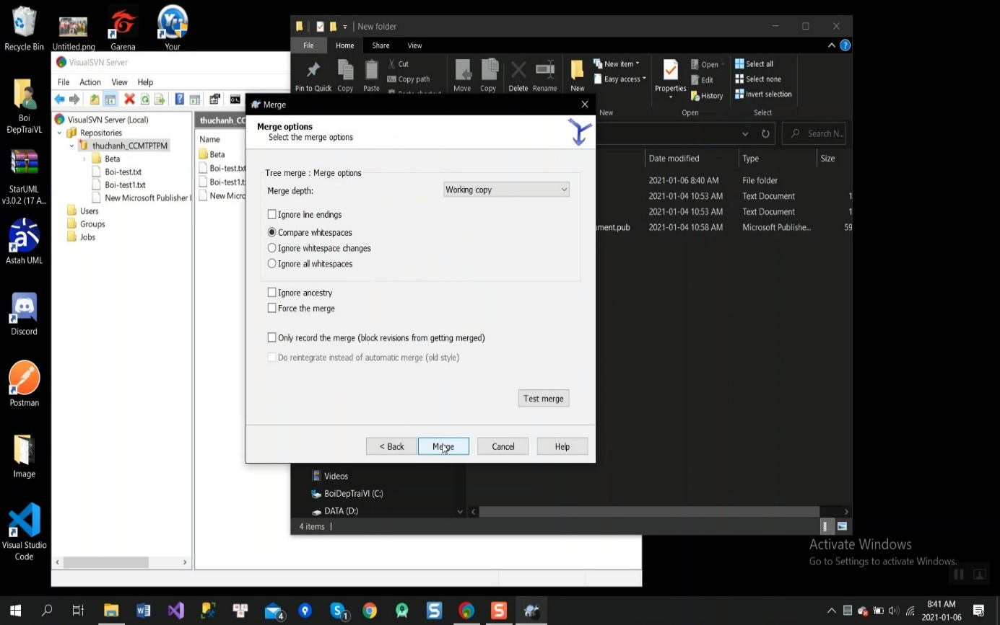 Recycle Bin
Untitled.png
Garena
Your
Boi
ĐepTraiVL
StarUML
v3.0.2 (17 A...
Astah UML
Discord
Postman
Image
Visual Studio
Code
VisualSVN Server
File Action View Help
VisualSVN Server (Local)
Repositories
thuchanh_CCMTPTPM
Beta
Boi-test.txt
Boi-test1.txt
New Microsoft Publisher
Users
Groups
Jobs
thuchanh_CC
Name
Beta
Boi-test.txt
Boi-test1.t
New Micro
New folder
File Home Share View
Pin to Quick
Copy
Paste
Cut
Copy path
Move
Copy
Delete
Rename
New
New item
Easy access
New
Properties
Open
Edit
History
Open
Select all
Select none
Invert selection
Select
Search N...
Date modified Type Size
2021-01-06 8:40 AM File folder
2021-01-04 10:53 AM Text Document 1
2021-01-04 10:53 AM Text Document 1
ument.pub 2021-01-04 10:58 AM Microsoft Publishe... 59
Merge
Merge options
Select the merge options
Tree merge : Merge options
Merge depth: Working copy
Ignore line endings
Compare whitespaces
Ignore whitespace changes
Ignore all whitespaces
Ignore ancestry
Force the merge
Only record the merge (block revisions from getting merged)
Do reintegrate instead of automatic merge (old style)
Test merge
< Back Merge Cancel Help
Videos
BoiDepTraiVl (C:)
DATA (D:)
4 items
Activate Windows
Go to Settings to activate Windows.
4
1
8:41 AM
2021-01-06